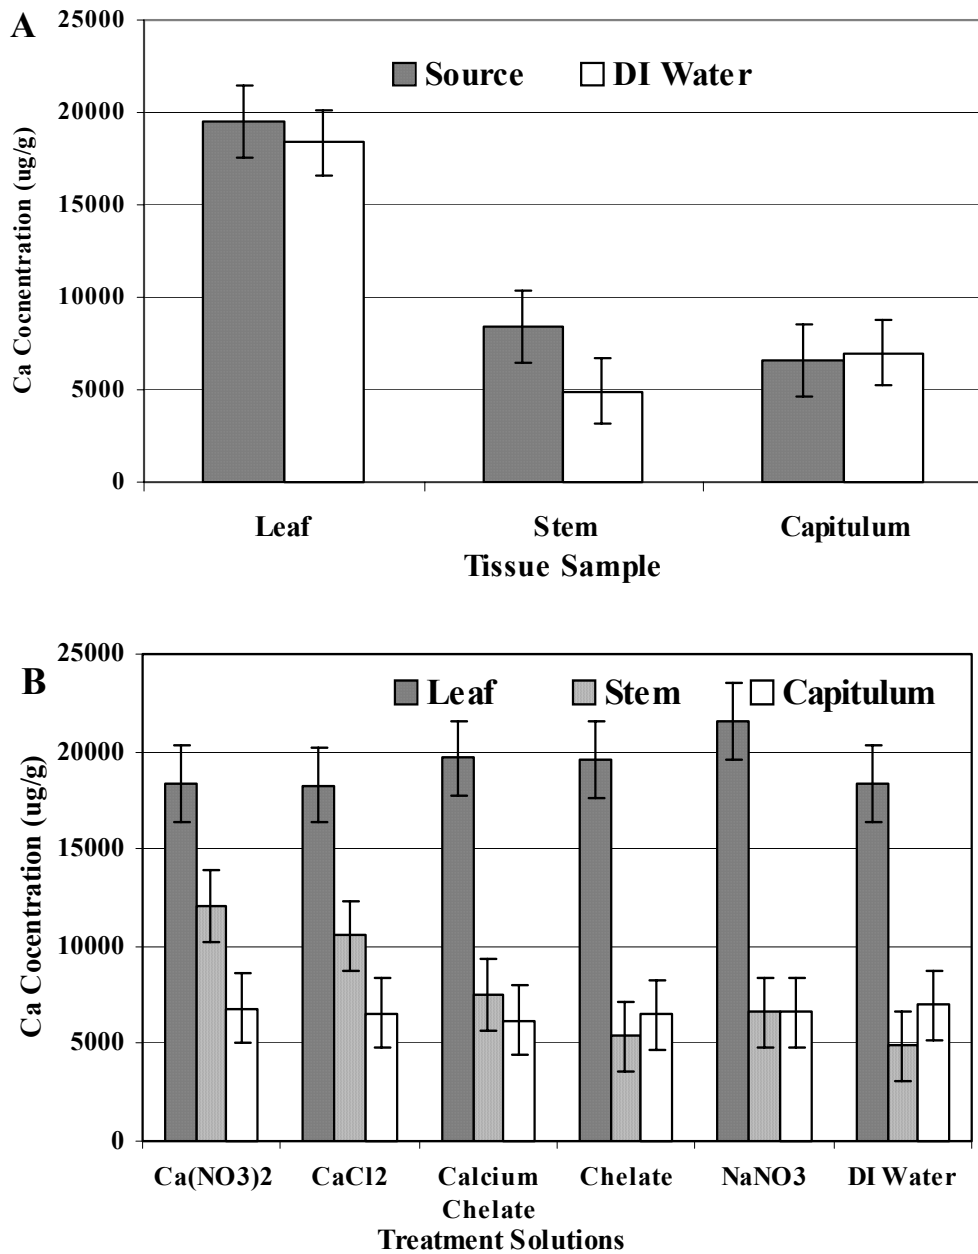 A
25000
Source DI Water
20000
15000
10000
5000
0
Ca Cocnentration (ug/g)
Leaf Stem Capitulum
Tissue Sample
B
25000
Leaf Stem Capitulum
20000
15000
10000
5000
0
Ca Cocentration (ug/g)
Ca(NO3)2 CaCl2 Calcium Chelate NaNO3 DI Water
Chelate
Treatment Solutions